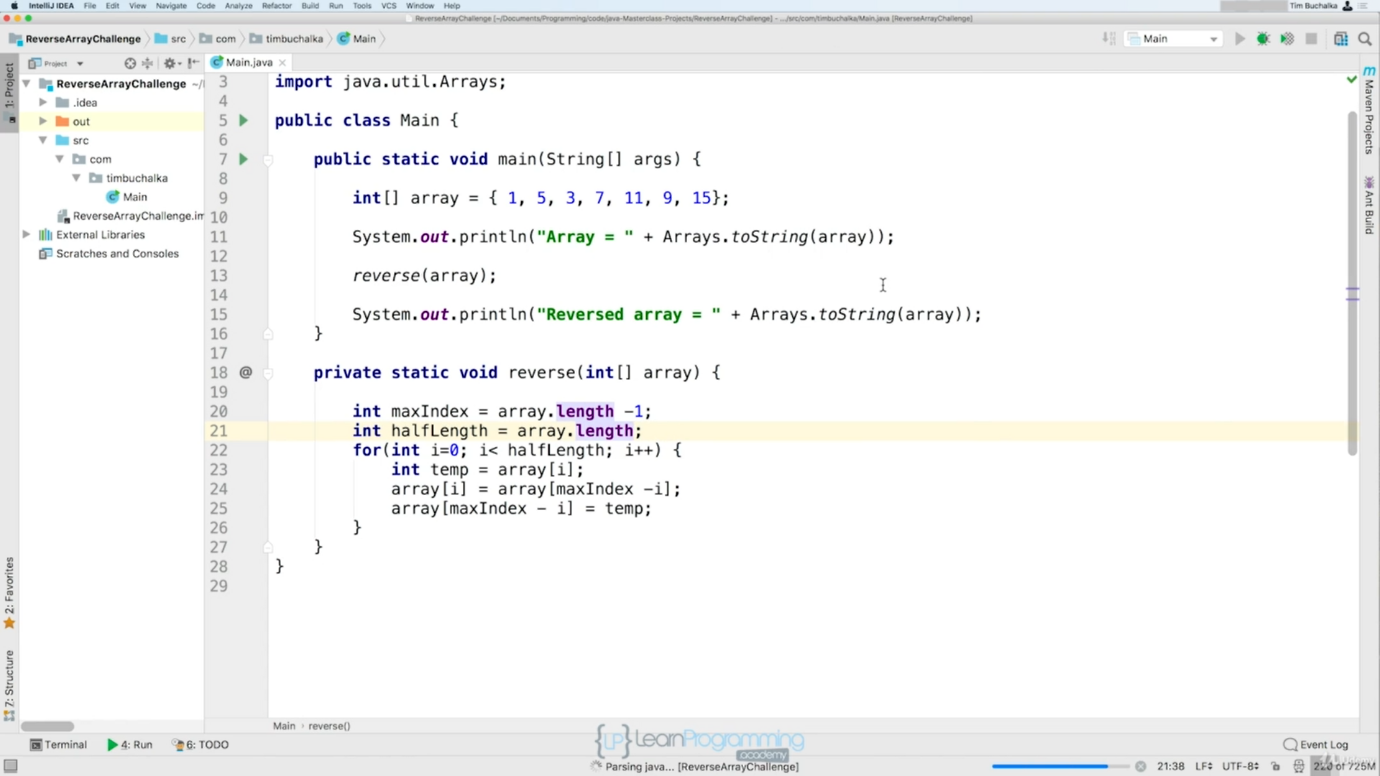 IntelliJ IDEA File Edit View Navigate Code Analyze Refactor Build Run Tools VCS Window Help Tim Buchalka
ReverseArrayChallenge [~/Documents/Programming/code/java-Masterclass-Projects/ReverseArrayChallenge] - .../src/com/timbuchalka/Main.java [ReverseArrayChallenge]
ReverseArrayChallenge src com timbuchalka Main Main
1: Project
Project
Main.java
ReverseArrayChallenge ~/
.idea
out
src
com
timbuchalka
Main
ReverseArrayChallenge.im
External Libraries
Scratches and Consoles
3 import java.util.Arrays;
4
5 public class Main {
6
7 public static void main(String[] args) {
8
9 int[] array = { 1, 5, 3, 7, 11, 9, 15};
10
11 System.out.println("Array = " + Arrays.toString(array));
12
13 reverse(array);
14
15 System.out.println("Reversed array = " + Arrays.toString(array));
16 }
17
18 @ private static void reverse(int[] array) {
19
20 int maxIndex = array.length -1;
21 int halfLength = array.length;
22 for(int i=0; i< halfLength; i++) {
23 int temp = array[i];
24 array[i] = array[maxIndex -i];
25 array[maxIndex - i] = temp;
26 }
27 }
28 }
29
Maven Projects
Ant Build
2: Favorites
7: Structure
Main › reverse()
Terminal 4: Run 6: TODO Event Log
{LP} LearnProgramming
academy
Parsing java... [ReverseArrayChallenge] 21:38 LF UTF-8 of 725M